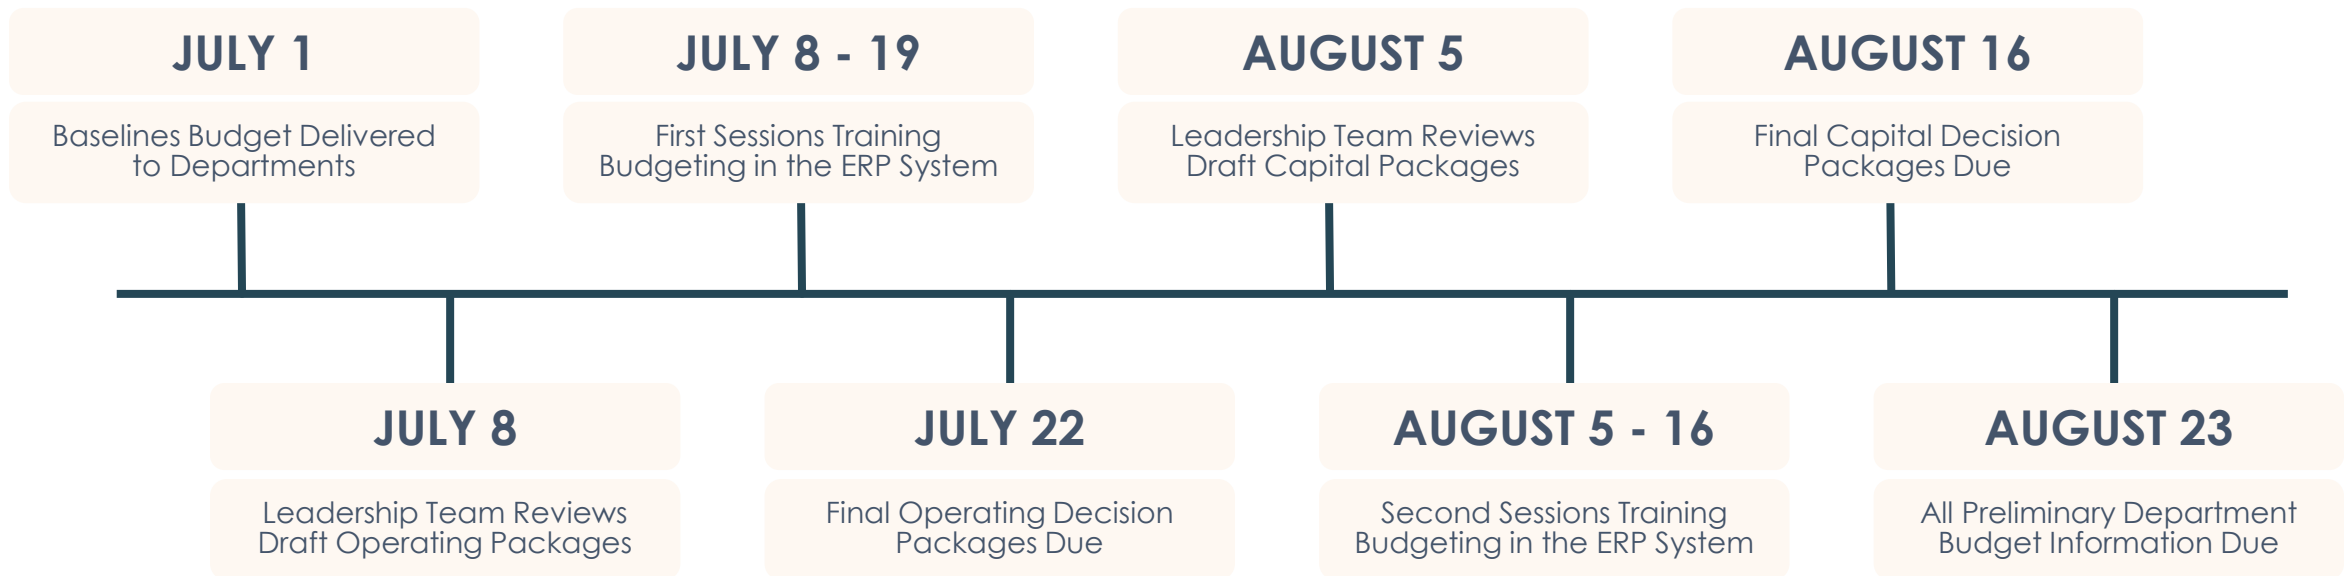 JULY 1
Baselines Budget Delivered
to Departments
JULY 8
Leadership Team Reviews
Draft Operating Packages
JULY 8 - 19
First Sessions Training
Budgeting in the ERP System
JULY 22
Final Operating Decision
Packages Due
AUGUST 5
Leadership Team Reviews
Draft Capital Packages
AUGUST 5 - 16
Second Sessions Training
Budgeting in the ERP System
AUGUST 16
Final Capital Decision
Packages Due
AUGUST 23
All Preliminary Department
Budget Information Due